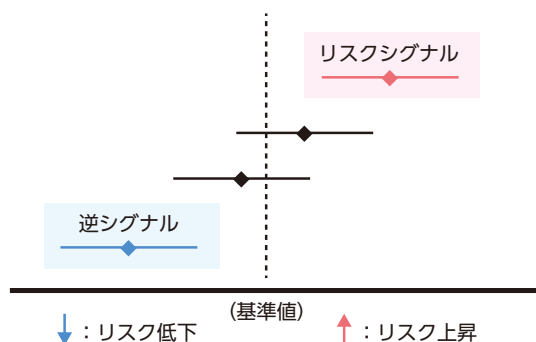 リスクシグナル
逆シグナル
(基準値)
↓：リスク低下
↑：リスク上昇